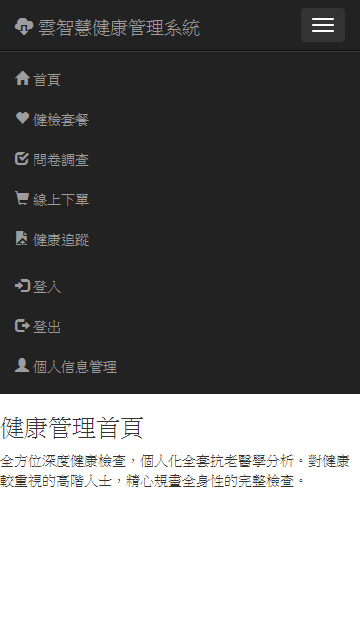 雲智慧健康管理系統
首頁
健檢套餐
問卷調查
線上下單
健康追蹤
登入
登出
個人信息管理
健康管理首頁
全方位深度健康檢查，個人化全套抗老醫學分析。對健康
較重視的高階人士，精心規畫全身性的完整檢查。